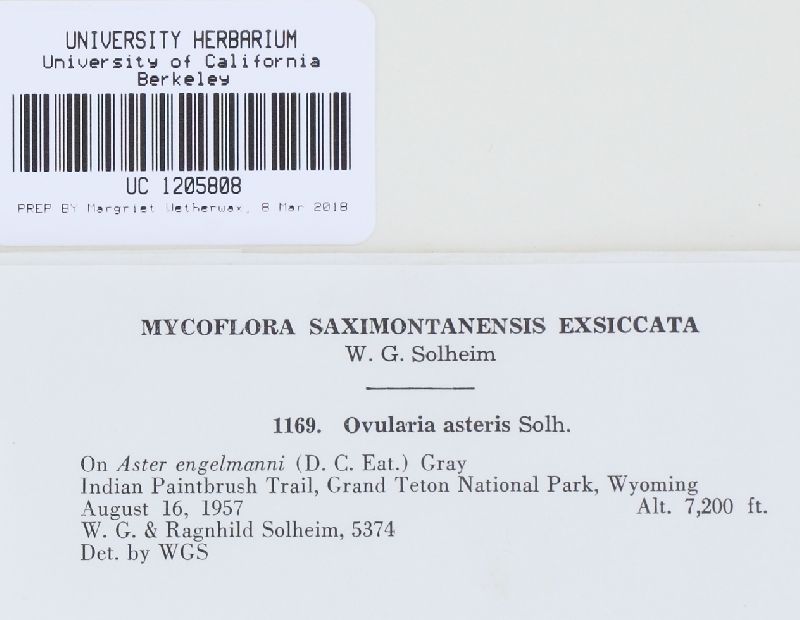 UNIVERSITY HERBARIUM
University of California
Berkeley
UC 1205808
PREP BY Margriet Wetherwax, 8 Mar 2018
MYCOFLORA SAXIMONTANENSIS EXSICCATA
W. G. Solheim
1169. Ovularia asteris Solh.
On Aster engelmanni (D. C. Eat.) Gray
Indian Paintbrush Trail, Grand Teton National Park, Wyoming
August 16, 1957 Alt. 7,200 ft.
W. G. & Ragnhild Solheim, 5374
Det. by WGS